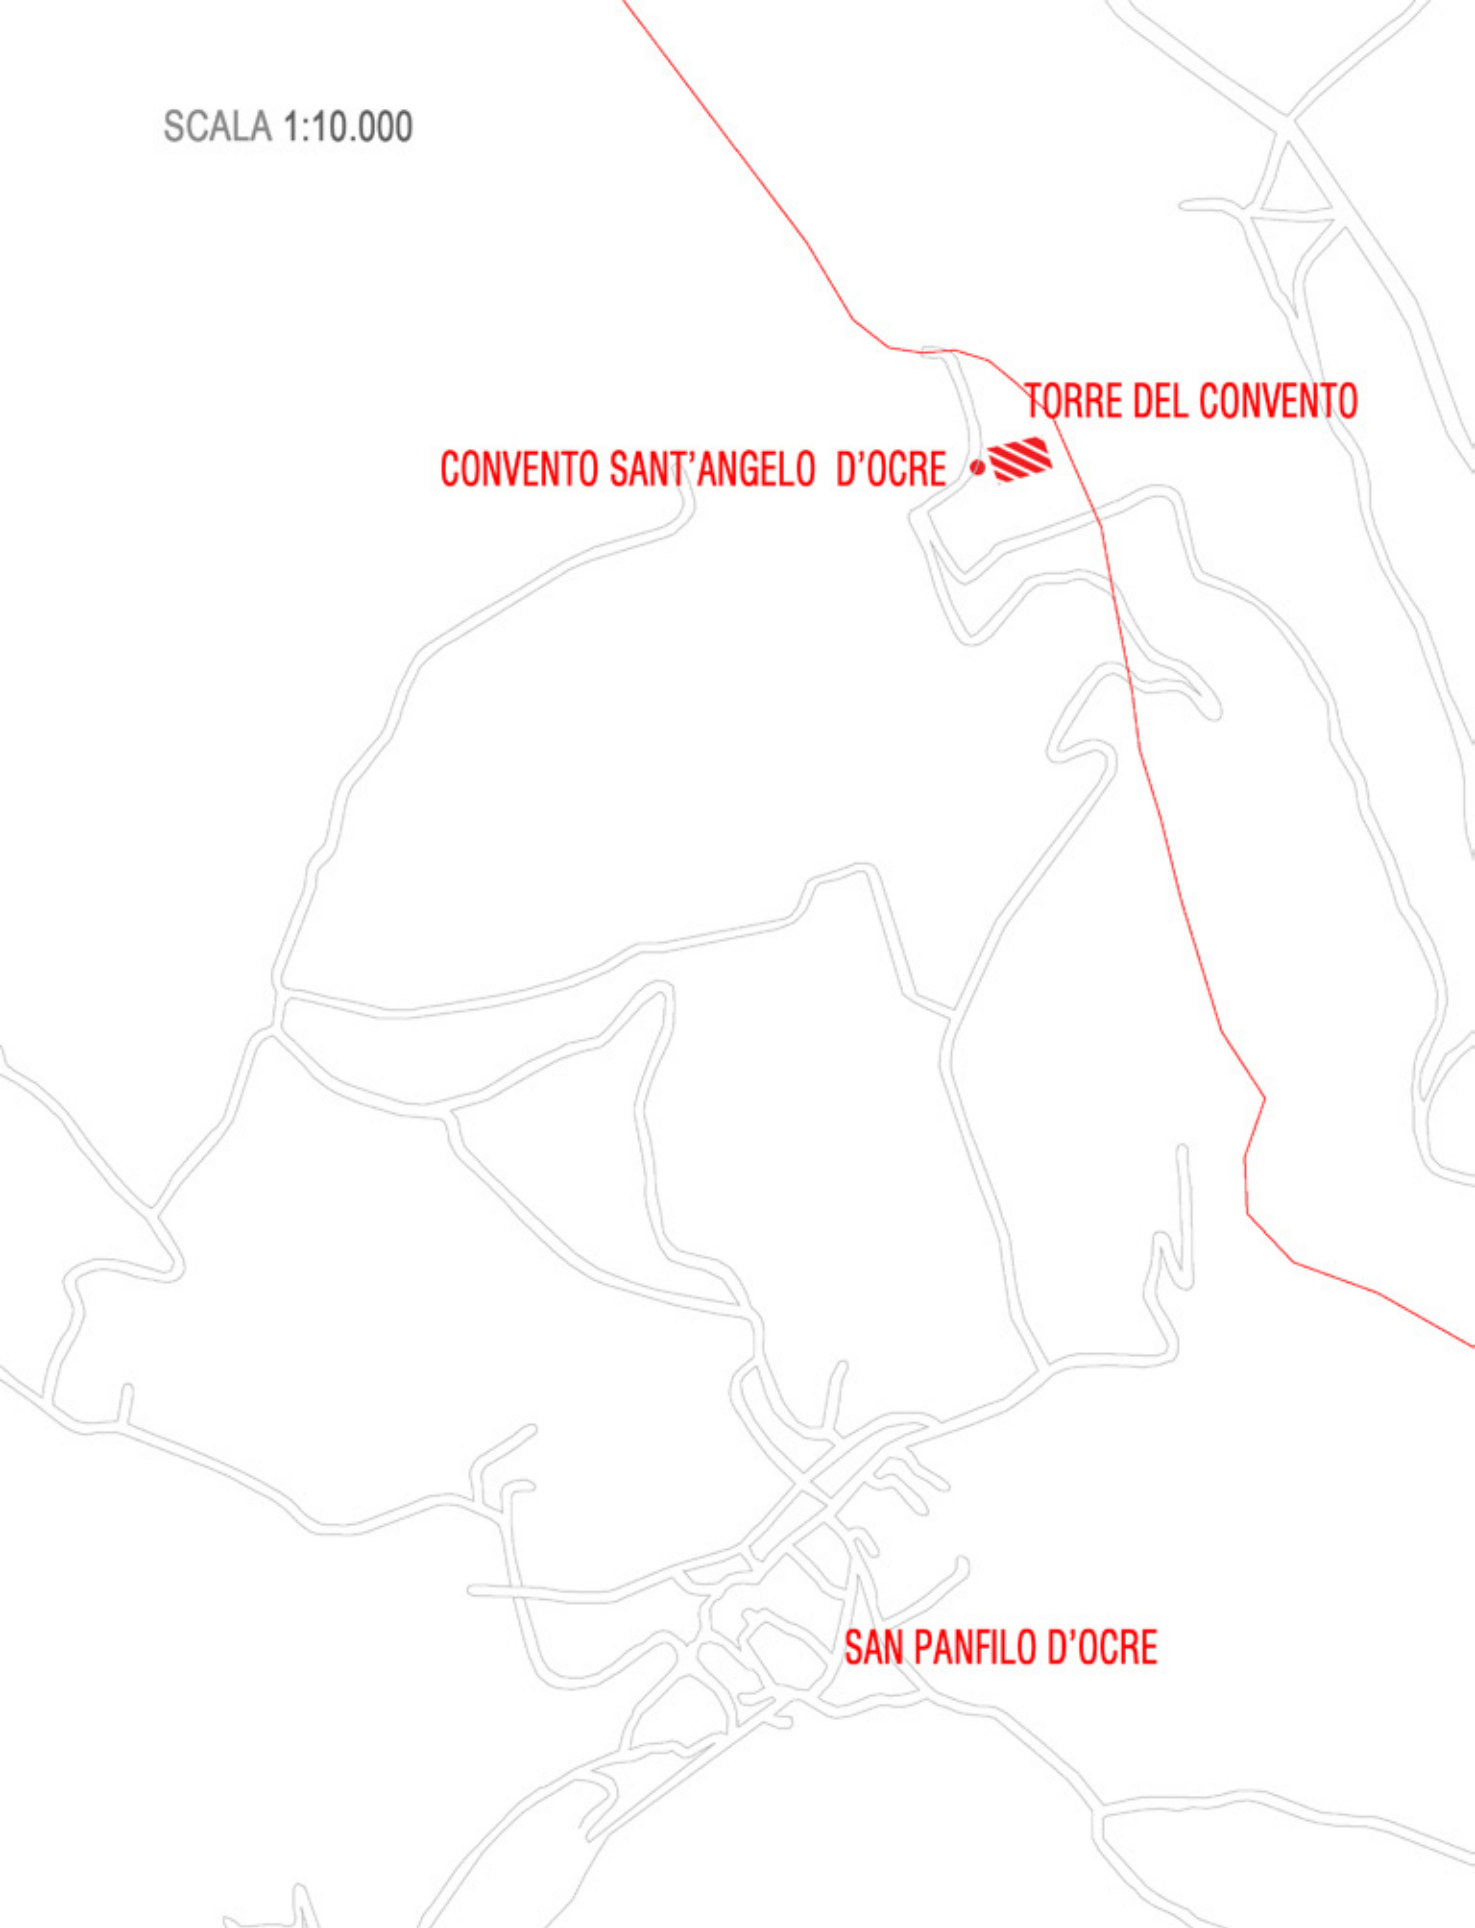 SCALA 1:10.000
TORRE DEL CONVENTO
CONVENTO SANT'ANGELO D'OCRE
SAN PANFILO D'OCRE